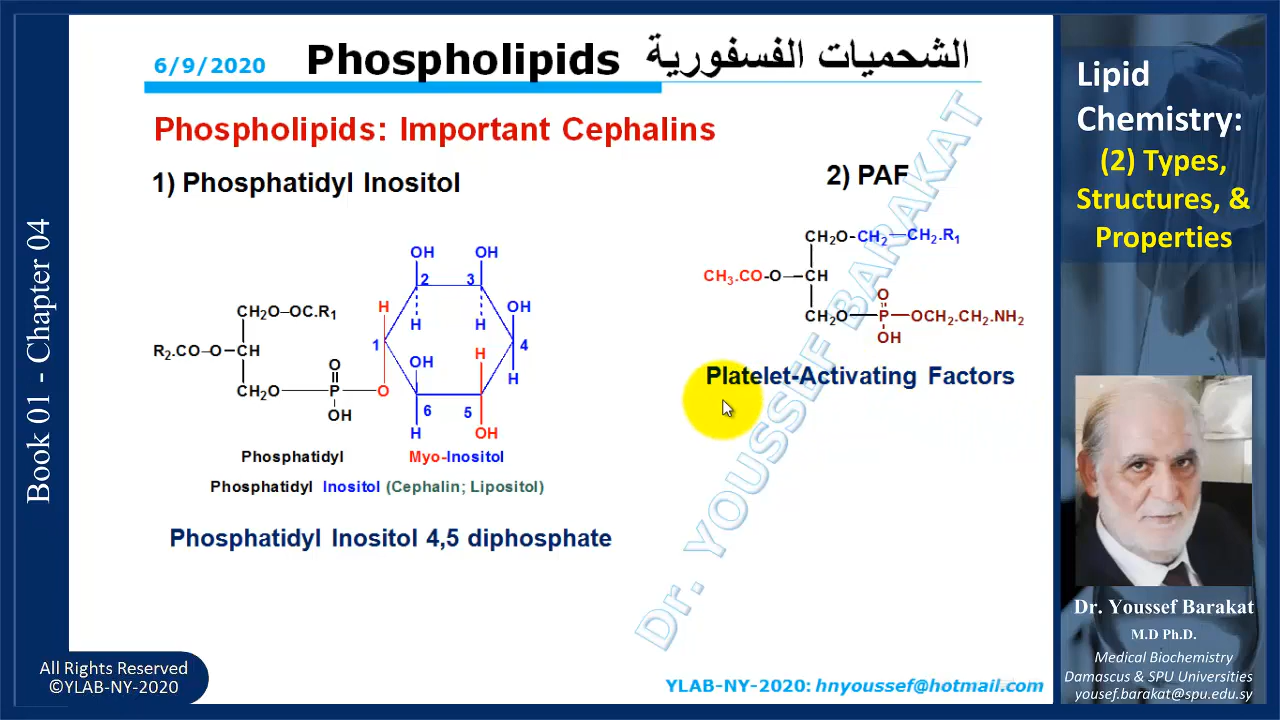 6/9/2020
Phospholipids الشحميات الفسفورية
Phospholipids: Important Cephalins
1) Phosphatidyl Inositol
OH OH
2 3
H
H H
OH
CH2O–OC.R1
1
4
R2.CO–O–CH
OH
H
H
O
CH2O
P
O
OH
6 5
H
OH
Phosphatidyl
Myo-Inositol
Phosphatidyl Inositol (Cephalin; Lipositol)
Phosphatidyl Inositol 4,5 diphosphate
2) PAF
CH2O-CH2—CH2.R1
CH3.CO-O—CH
O
CH2O—P—OCH2.CH2.NH2
OH
Platelet-Activating Factors
Dr. YOUSSEF BARAKAT
YLAB-NY-2020: hnyoussef@hotmail.com
Book 01 - Chapter 04
All Rights Reserved
©YLAB-NY-2020
Lipid
Chemistry:
(2) Types,
Structures, &
Properties
Dr. Youssef Barakat
M.D Ph.D.
Medical Biochemistry
Damascus & SPU Universities
yousef.barakat@spu.edu.sy